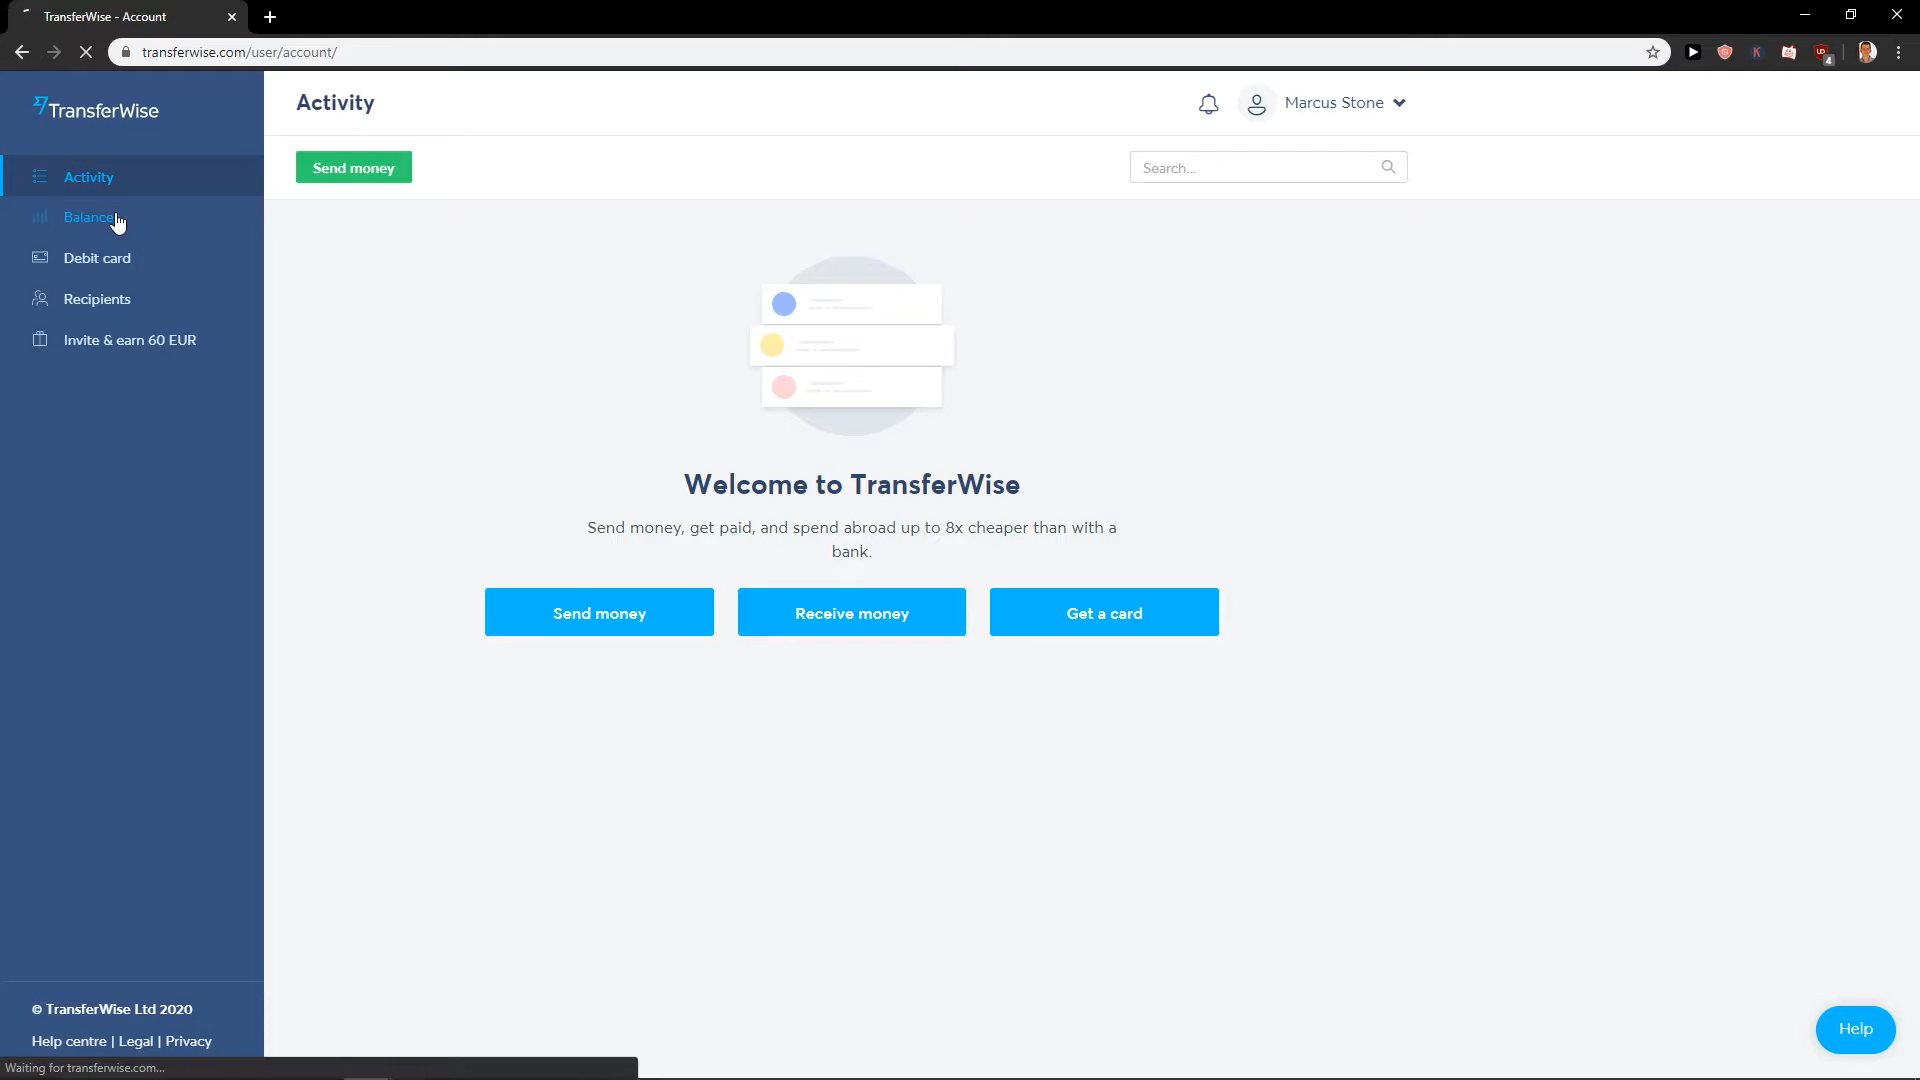 TransferWise - Account
transferwise.com/user/account/
K
UD
4
TransferWise
Activity
Marcus Stone
Send money
Search...
Activity
Balance
Debit card
Recipients
Invite & earn 60 EUR
Welcome to TransferWise
Send money, get paid, and spend abroad up to 8x cheaper than with a
bank.
Send money
Receive money
Get a card
© TransferWise Ltd 2020
Help centre | Legal | Privacy
Help
Waiting for transferwise.com...